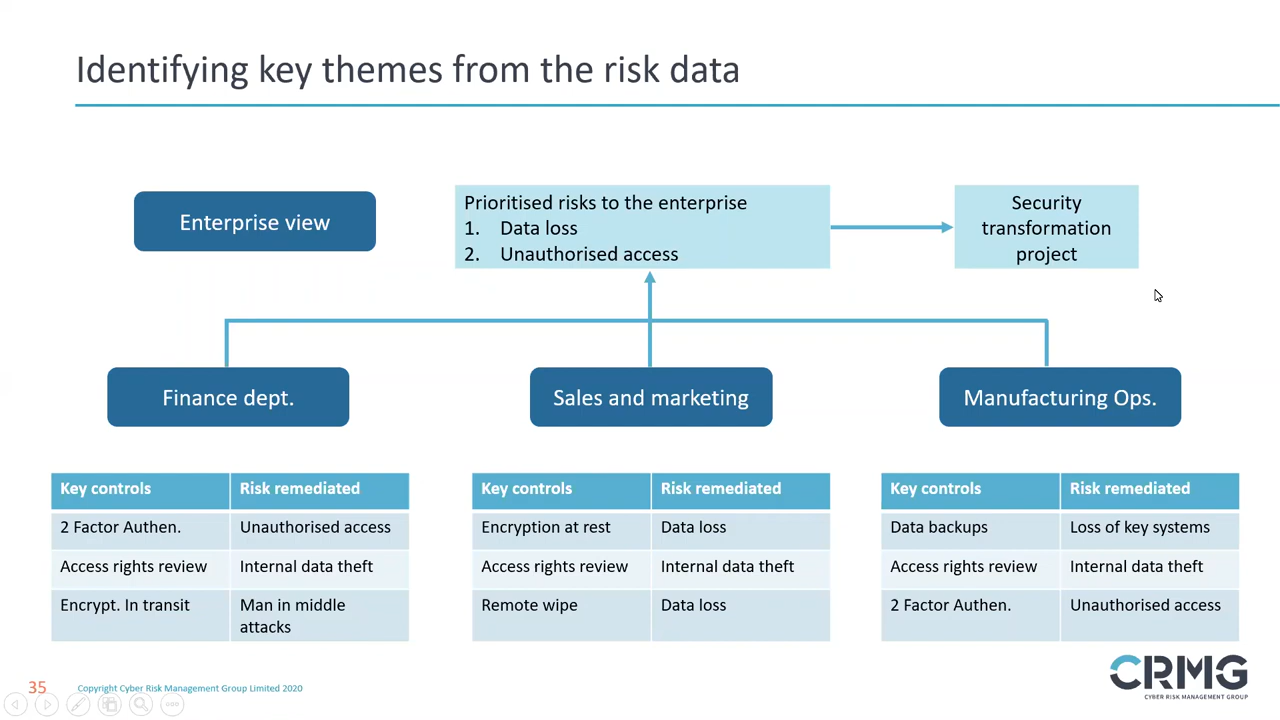 Identifying key themes from the risk data
Enterprise view
Prioritised risks to the enterprise
1. Data loss
2. Unauthorised access
Security
transformation
project
Finance dept.
Sales and marketing
Manufacturing Ops.
Key controls Risk remediated
2 Factor Authen. Unauthorised access
Access rights review Internal data theft
Encrypt. In transit Man in middle
attacks
Key controls Risk remediated
Encryption at rest Data loss
Access rights review Internal data theft
Remote wipe Data loss
Key controls Risk remediated
Data backups Loss of key systems
Access rights review Internal data theft
2 Factor Authen. Unauthorised access
35
Copyright Cyber Risk Management Group Limited 2020
CRMG
CYBER RISK MANAGEMENT GROUP